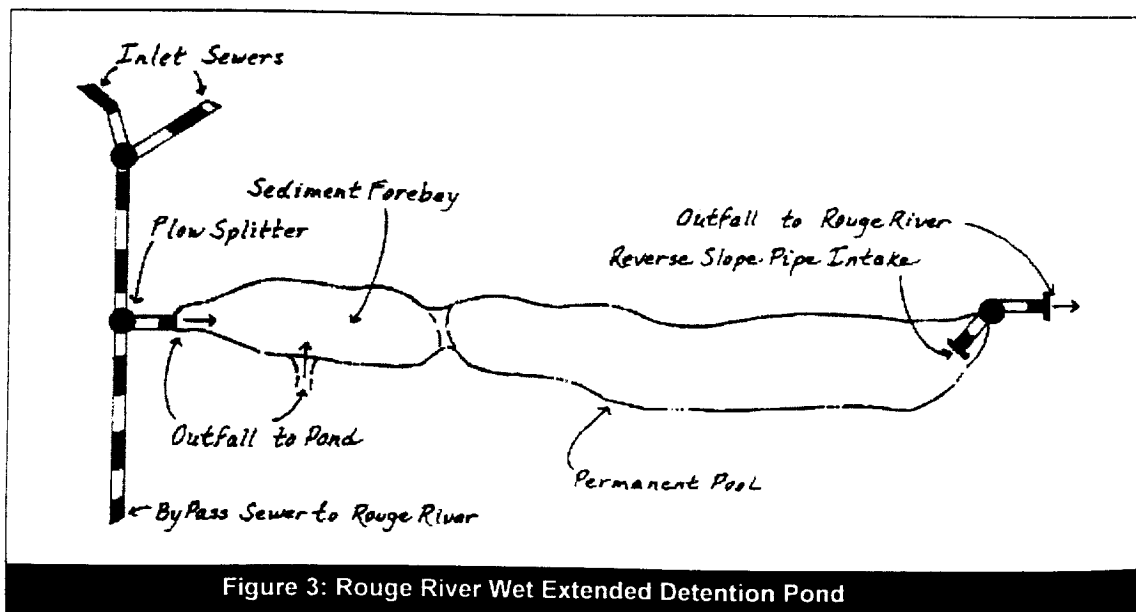 Inlet Sewers
Sediment Forebay
Flow Splitter
Outfall to Rouge River
Reverse Slope Pipe Intake
Outfall to Pond
Permanent Pool
ByPass Sewer to Rouge River
Figure 3: Rouge River Wet Extended Detention Pond